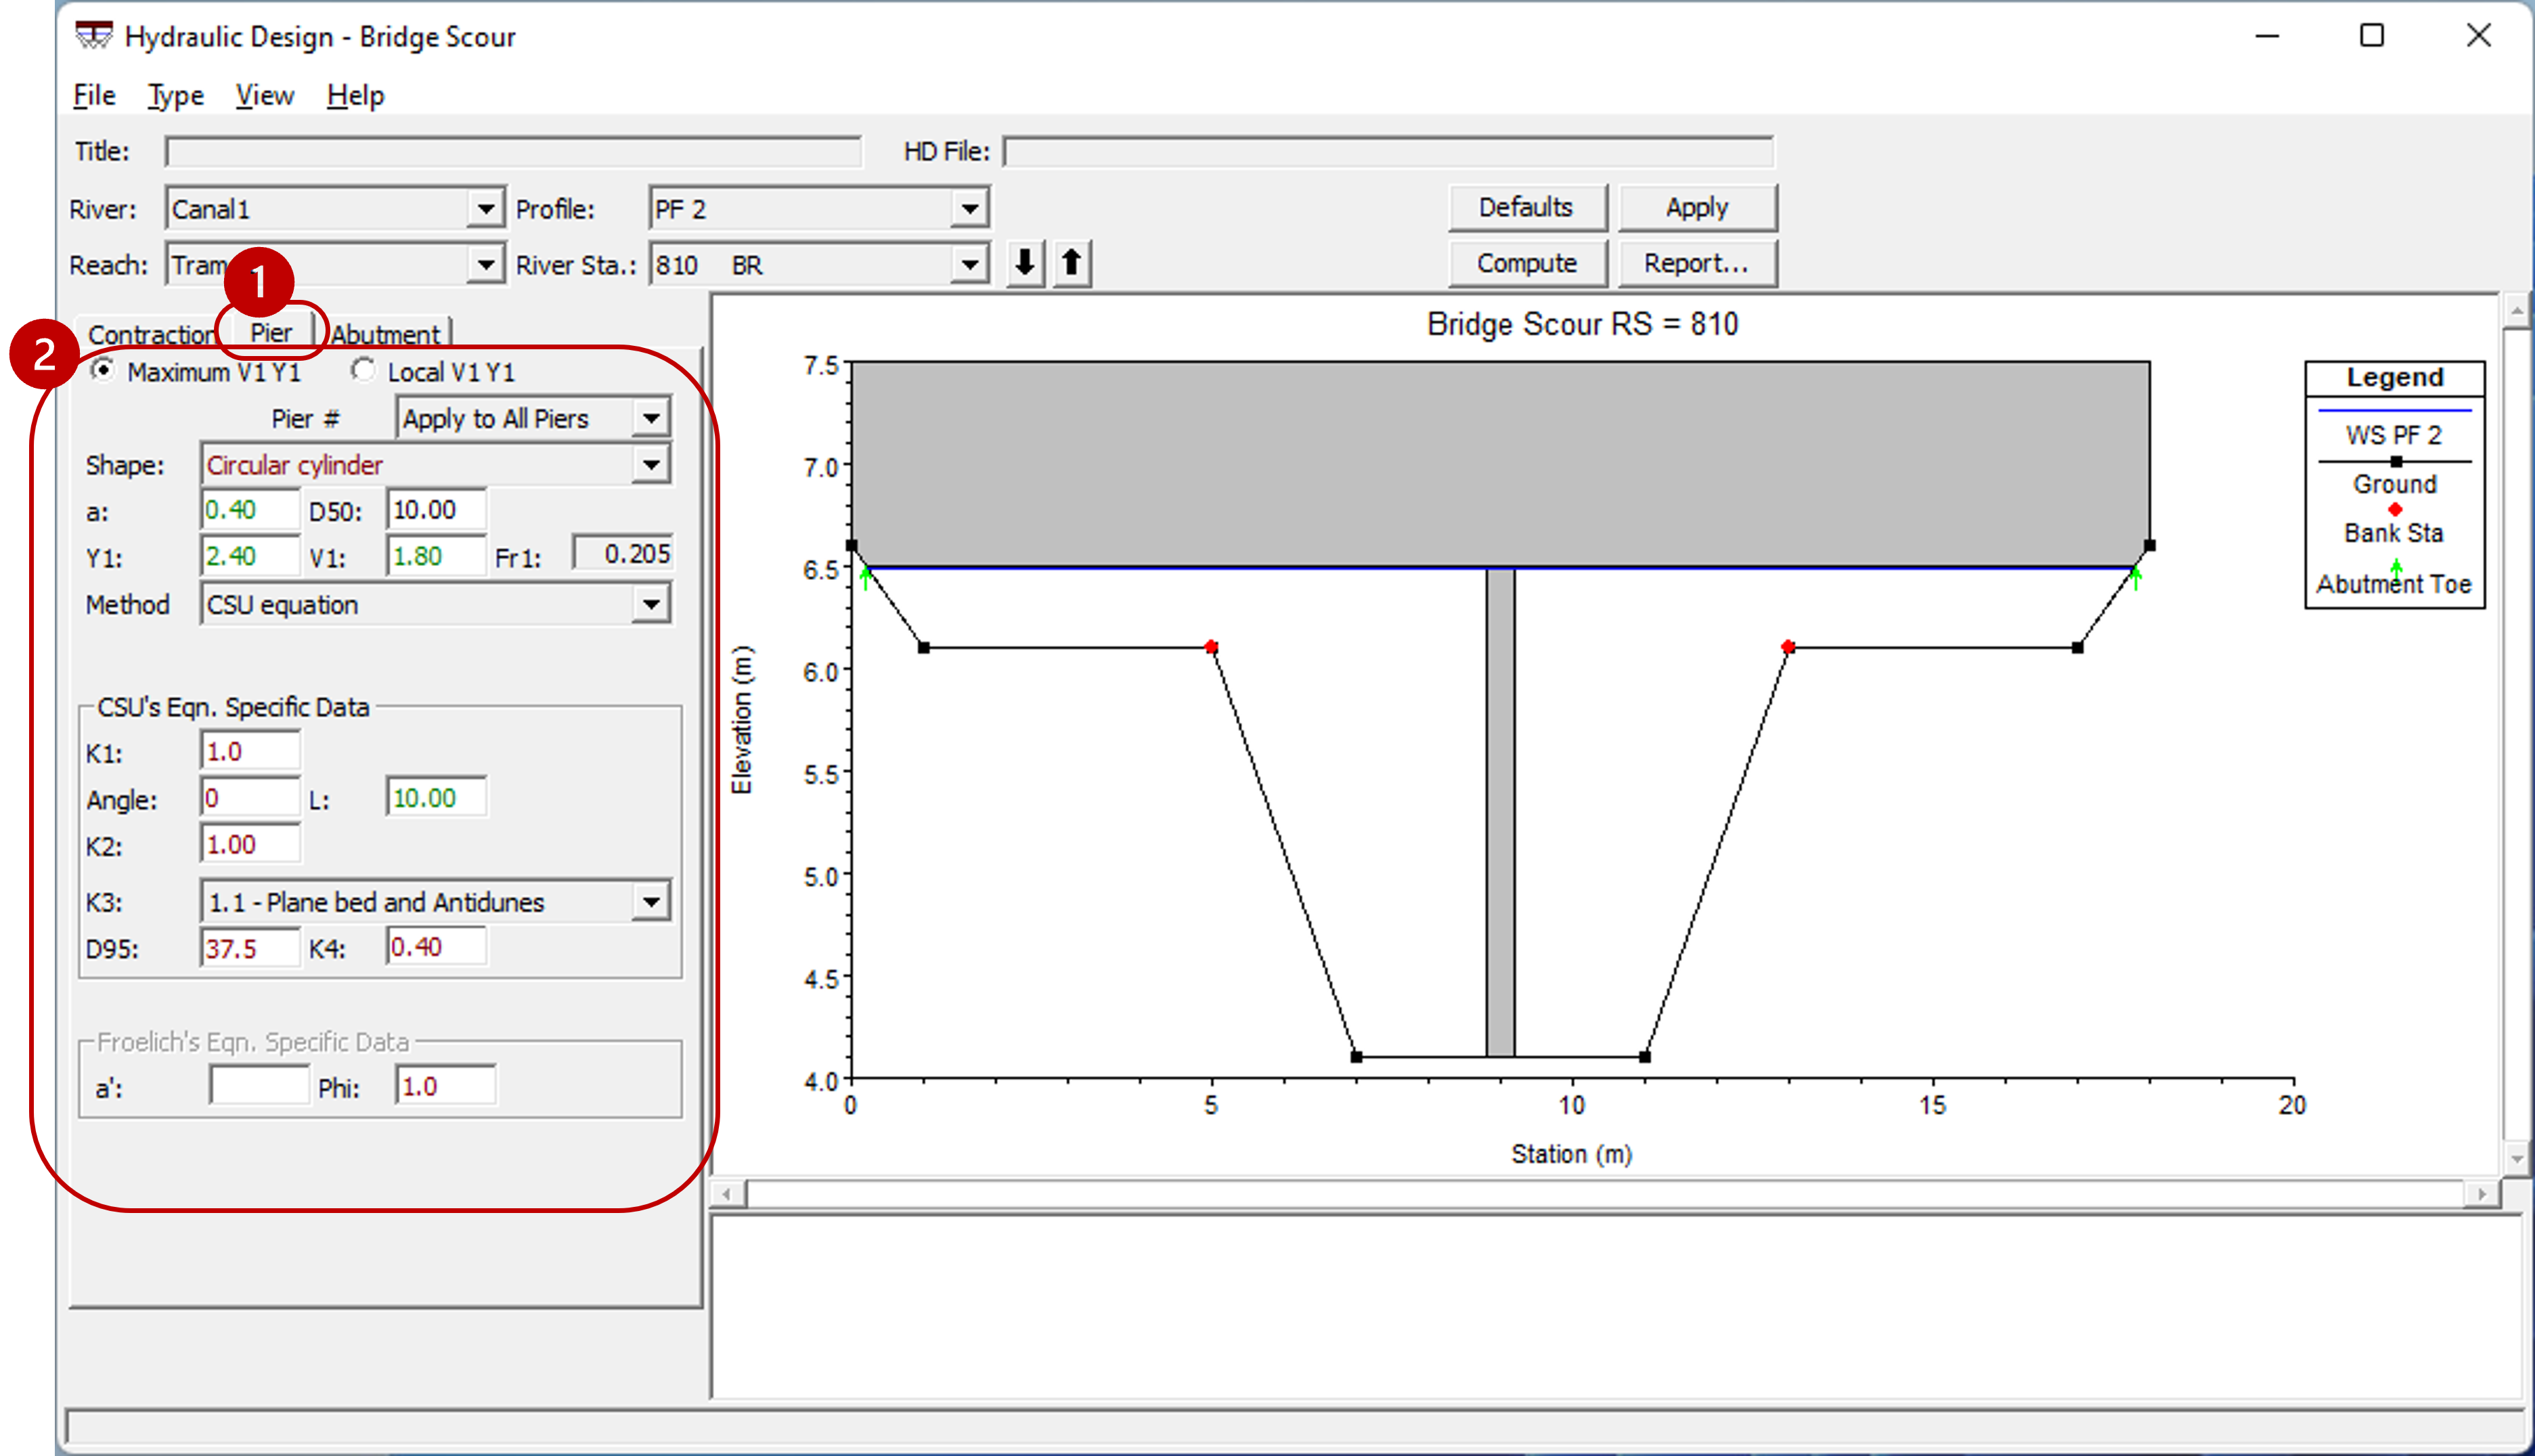 Hydraulic Design - Bridge Scour
File Type View Help
Title: HD File:
River: Canal1 Profile: PF 2 Defaults Apply
Reach: Tram River Sta.: 810 BR Compute Report...
1
2
Contraction Pier Abutment
Maximum V1 Y1 Local V1 Y1
Pier # Apply to All Piers
Shape: Circular cylinder
a: 0.40 D50: 10.00
Y1: 2.40 V1: 1.80 Fr1: 0.205
Method CSU equation
CSU's Eqn. Specific Data
K1: 1.0
Angle: 0 L: 10.00
K2: 1.00
K3: 1.1 - Plane bed and Antidunes
D95: 37.5 K4: 0.40
Froelich's Eqn. Specific Data
a': Phi: 1.0
Bridge Scour RS = 810
7.5
7.0
6.5
6.0
5.5
5.0
4.5
4.0
Elevation (m)
0 5 10 15 20
Station (m)
Legend
WS PF 2
Ground
Bank Sta
Abutment Toe